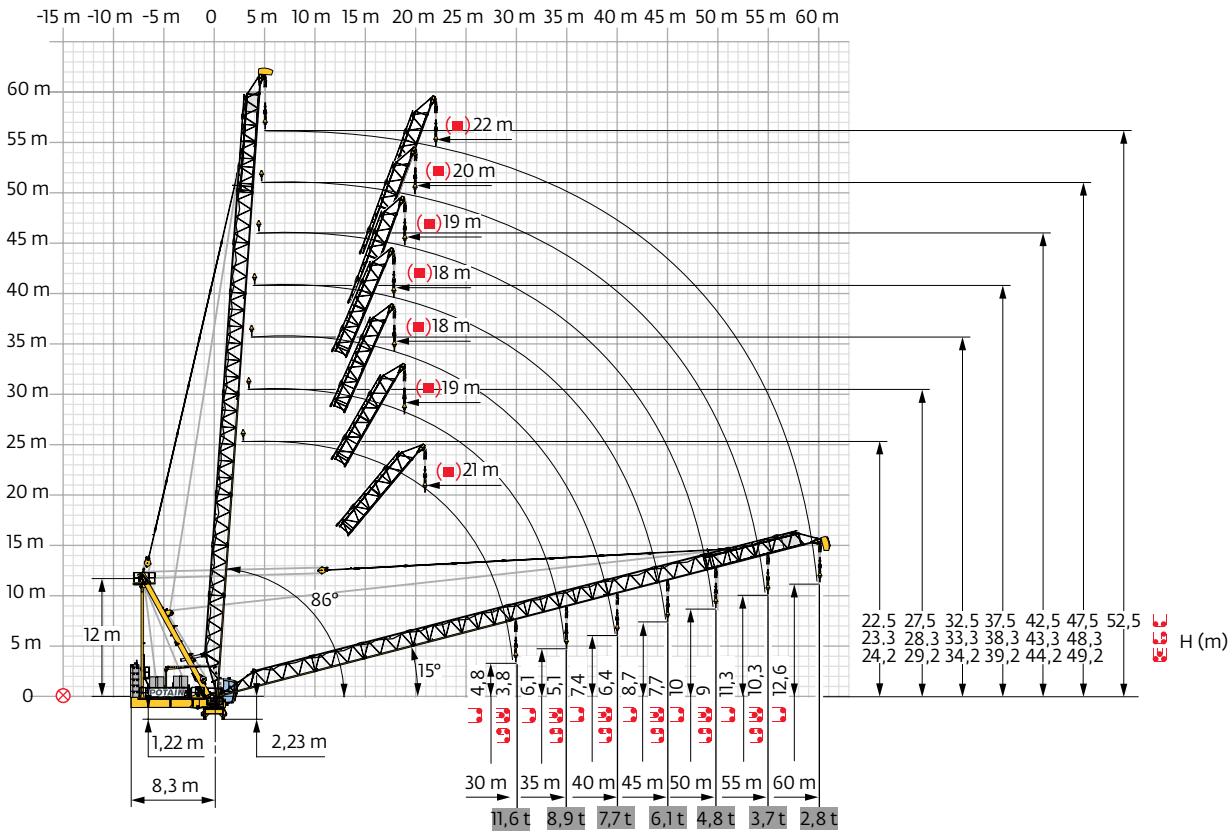 -15 m -10 m -5 m 0 5 m 10 m 15 m 20 m 25 m 30 m 35 m 40 m 45 m 50 m 55 m 60 m
60 m
55 m
50 m
45 m
40 m
35 m
30 m
25 m
20 m
15 m
10 m
5 m
0
22 m
20 m
19 m
18 m
18 m
19 m
21 m
86°
15°
12 m
POTAIN
1,22 m
2,23 m
8,3 m
22,5 27,5 32,5 37,5 42,5 47,5 52,5
23,3 28,3 33,3 38,3 43,3 48,3
24,2 29,2 34,2 39,2 44,2 49,2
H (m)
4,8 3,8 6,1 5,1 7,4 6,4 8,7 7,7 10 9 11,3 10,3 12,6
30 m 35 m 40 m 45 m 50 m 55 m 60 m
11,6 t 8,9 t 7,7 t 6,1 t 4,8 t 3,7 t 2,8 t